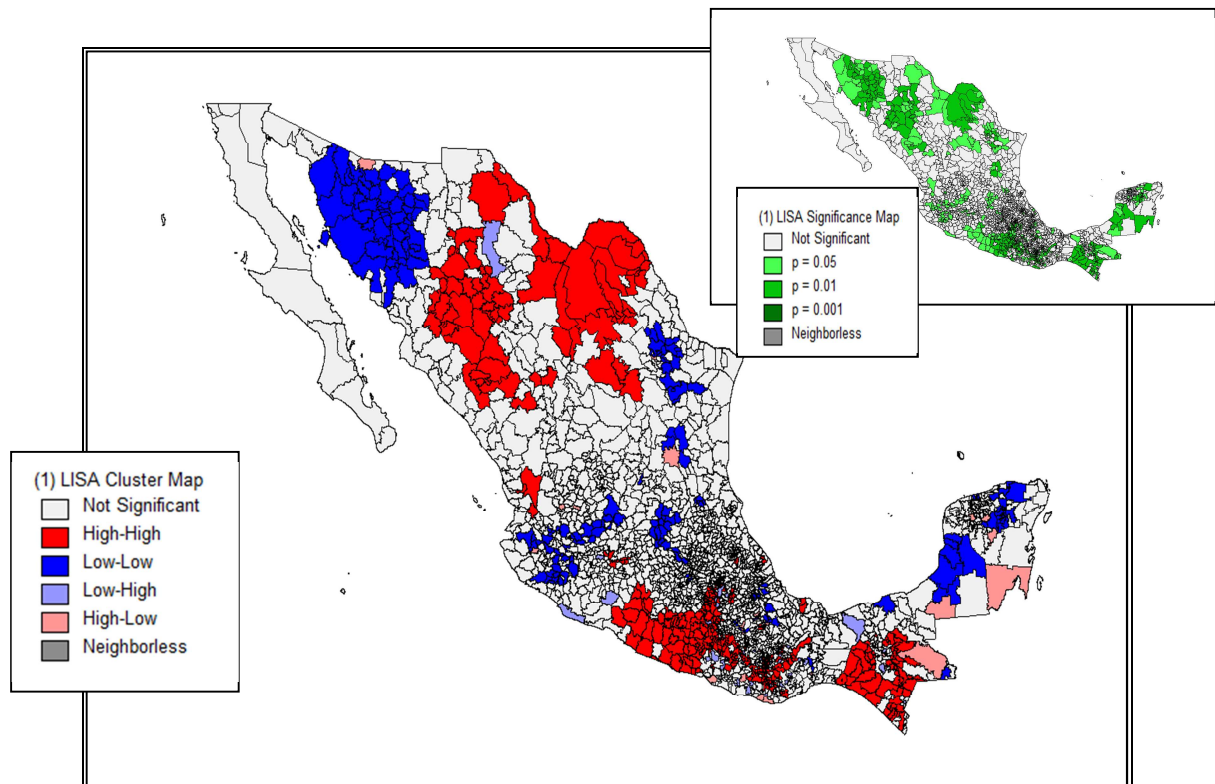 (1) LISA Significance Map
Not Significant
p = 0.05
p = 0.01
p = 0.001
Neighborless
(1) LISA Cluster Map
Not Significant
High-High
Low-Low
Low-High
High-Low
Neighborless